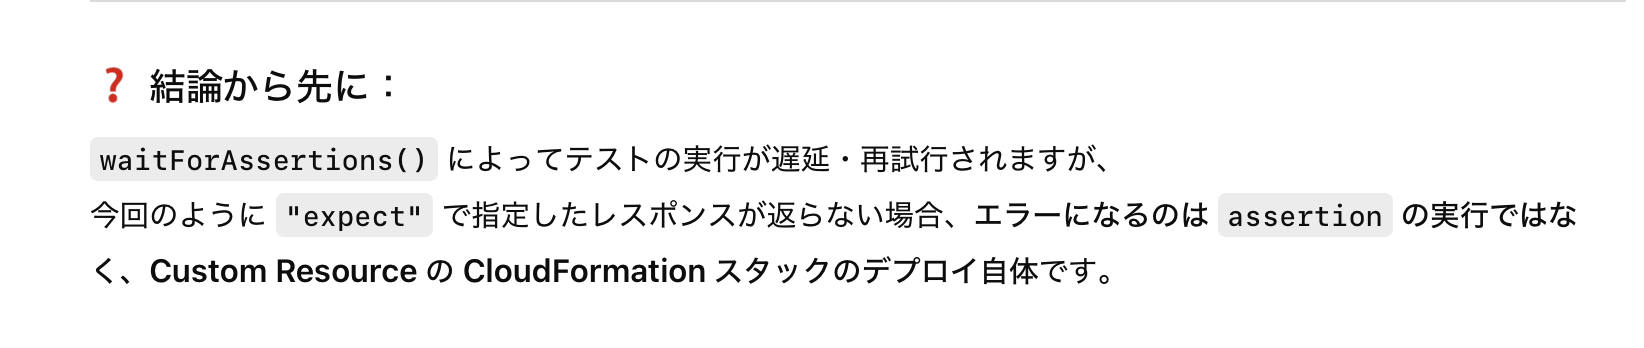 ❓ 結論から先に：
waitForAssertions() によってテストの実行が遅延・再試行されますが、
今回のように "expect" で指定したレスポンスが返らない場合、エラーになるのは assertion の実行ではな
く、Custom Resource の CloudFormation スタックのデプロイ自体です。